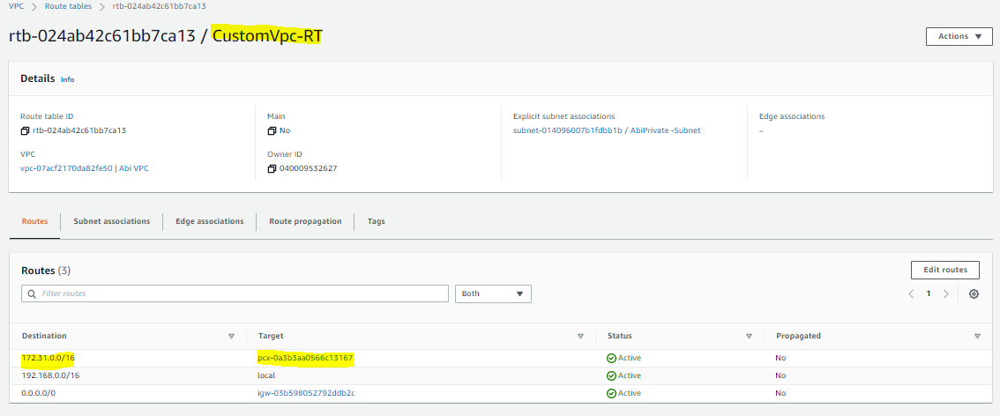 VPC > Route tables > rtb-024ab42c61bb7ca13
rtb-024ab42c61bb7ca13 / CustomVpc-RT
Actions
Details Info
Route table ID
rtb-024ab42c61bb7ca13
Main
No
Explicit subnet associations
subnet-014096007b1fdbb1b / AbiPrivate -Subnet
Edge associations
–
VPC
vpc-07acf2170da82fe50 | Abi VPC
Owner ID
040009532627
Routes Subnet associations Edge associations Route propagation Tags
Routes (3)
Edit routes
Filter routes
Both
1
Destination Target Status Propagated
172.31.0.0/16 pcx-0a3b3aa0566c13167 Active No
192.168.0.0/16 local Active No
0.0.0.0/0 igw-03b598052792ddb2c Active No